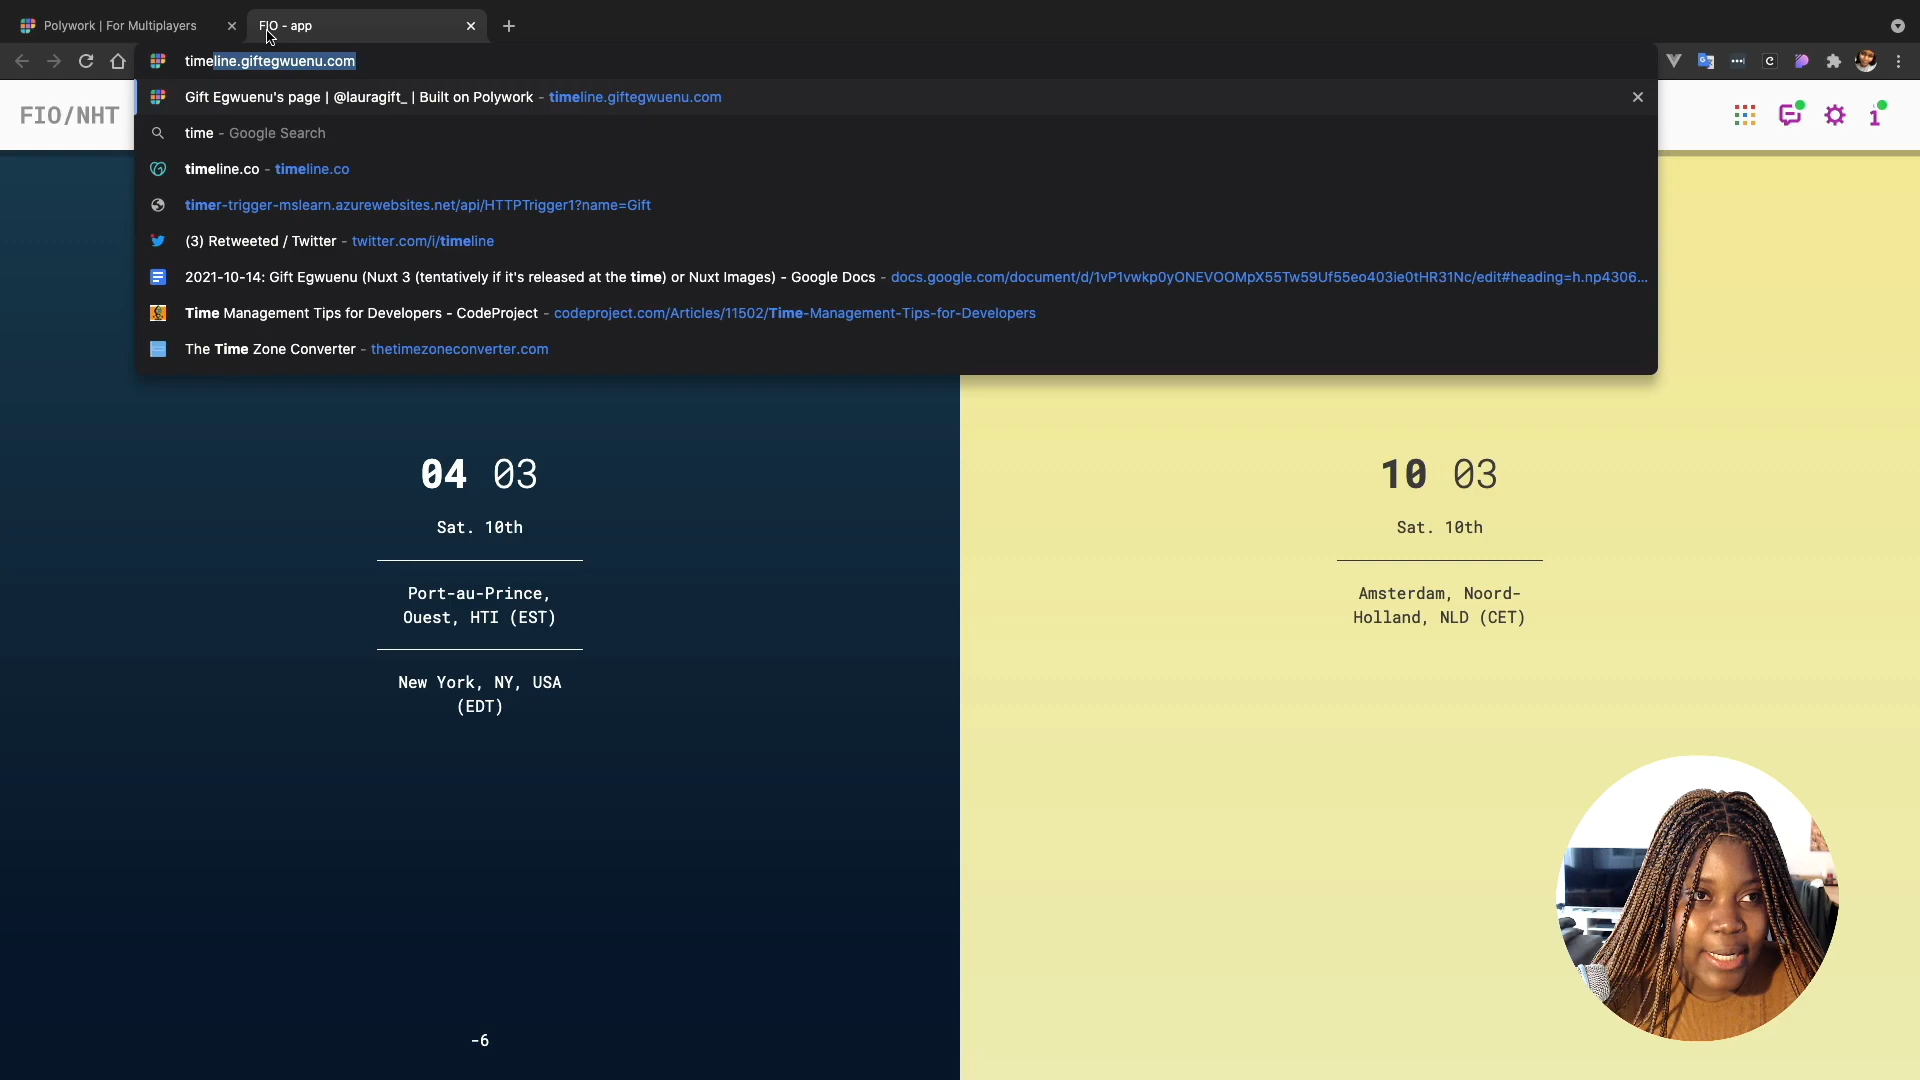 Polywork | For Multiplayers
FIO - app
timeline.giftegwuenu.com
Gift Egwuenu's page | @lauragift_ | Built on Polywork - timeline.giftegwuenu.com
time - Google Search
timeline.co - timeline.co
timer-trigger-mslearn.azurewebsites.net/api/HTTPTrigger1?name=Gift
(3) Retweeted / Twitter - twitter.com/i/timeline
2021-10-14: Gift Egwuenu (Nuxt 3 (tentatively if it's released at the time) or Nuxt Images) - Google Docs - docs.google.com/document/d/1vP1vwkp0yONEVOOMpX55Tw59Uf55eo403ie0tHR31Nc/edit#heading=h.np4306...
Time Management Tips for Developers - CodeProject - codeproject.com/Articles/11502/Time-Management-Tips-for-Developers
The Time Zone Converter - thetimezoneconverter.com
FIO/NHT
04 03
Sat. 10th
Port-au-Prince,
Ouest, HTI (EST)
New York, NY, USA
(EDT)
-6
10 03
Sat. 10th
Amsterdam, Noord-
Holland, NLD (CET)